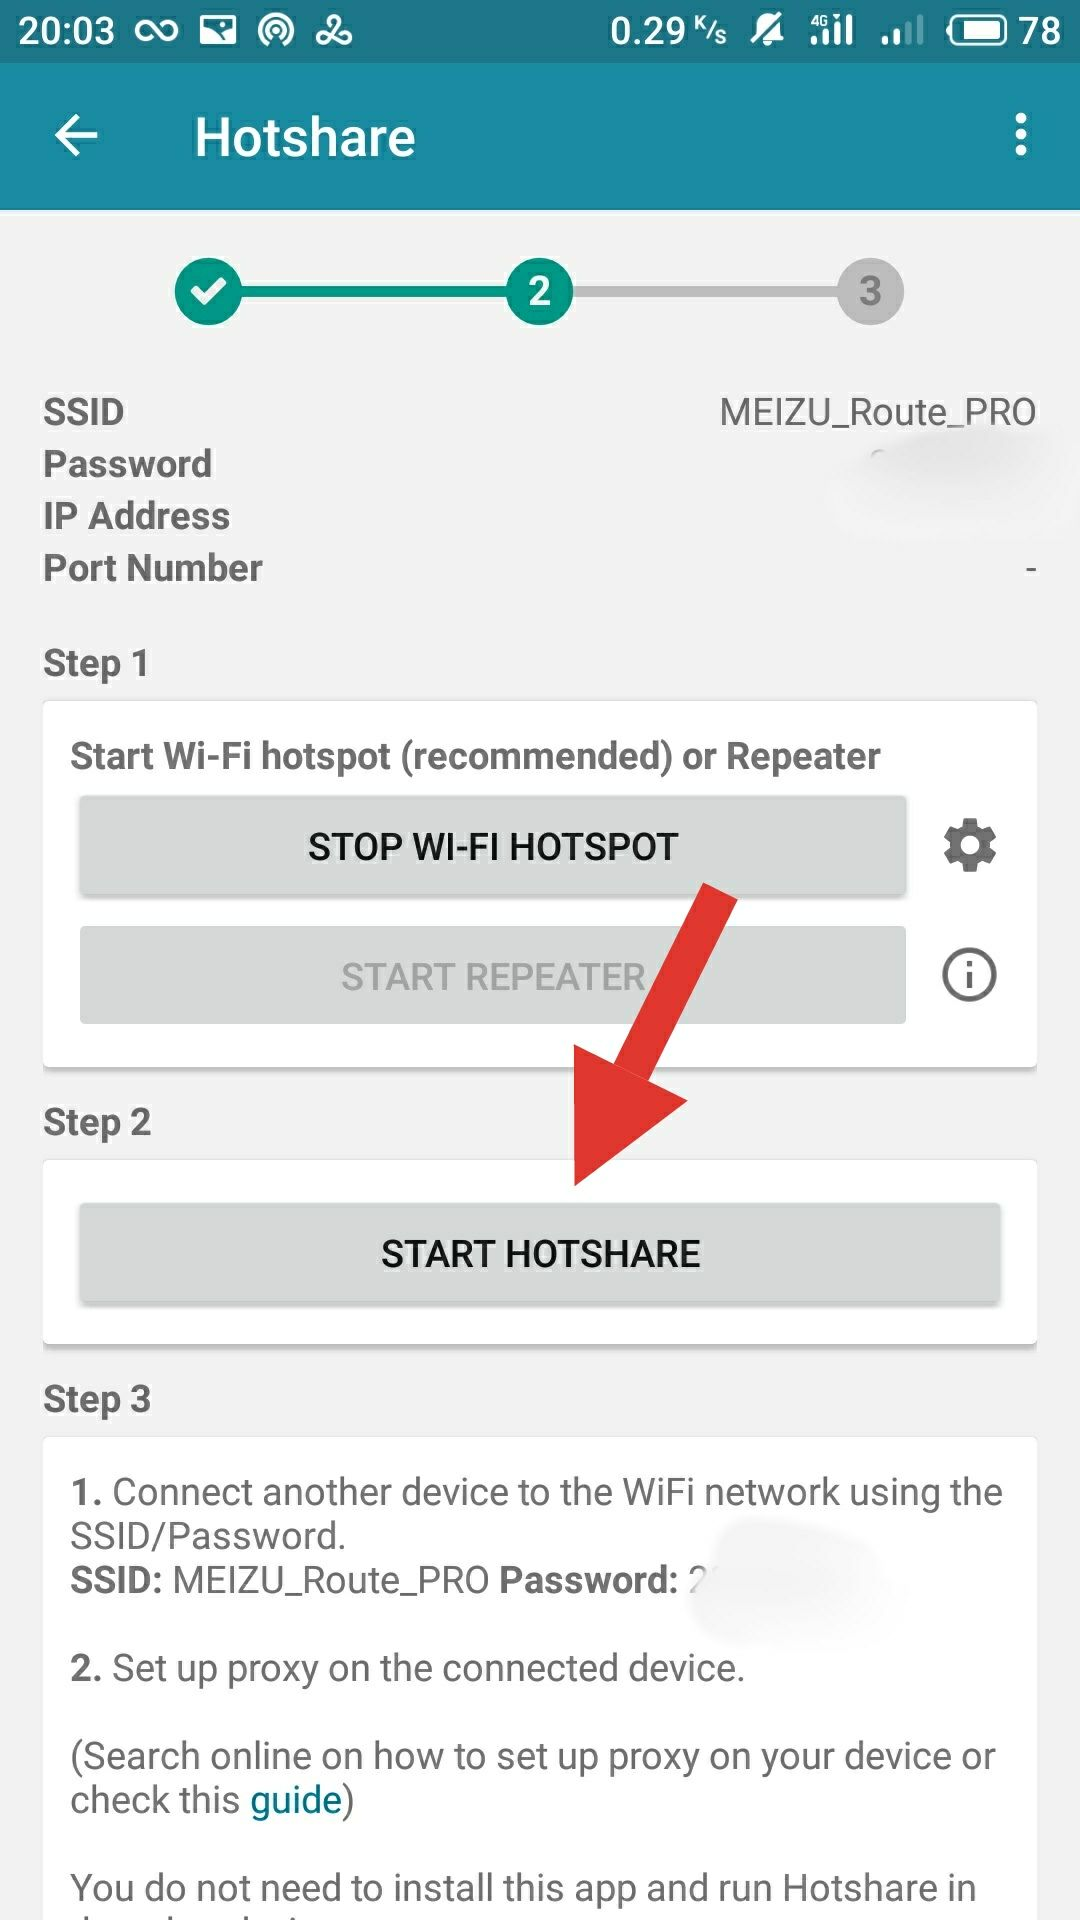 20:03 0.29 K/s 4G 78
Hotshare
2 3
SSID MEIZU_Route_PRO
Password
IP Address
Port Number -
Step 1
Start Wi-Fi hotspot (recommended) or Repeater
STOP WI-FI HOTSPOT
START REPEATER
Step 2
START HOTSHARE
Step 3
1. Connect another device to the WiFi network using the
SSID/Password.
SSID: MEIZU_Route_PRO Password:
2. Set up proxy on the connected device.
(Search online on how to set up proxy on your device or
check this guide)
You do not need to install this app and run Hotshare in